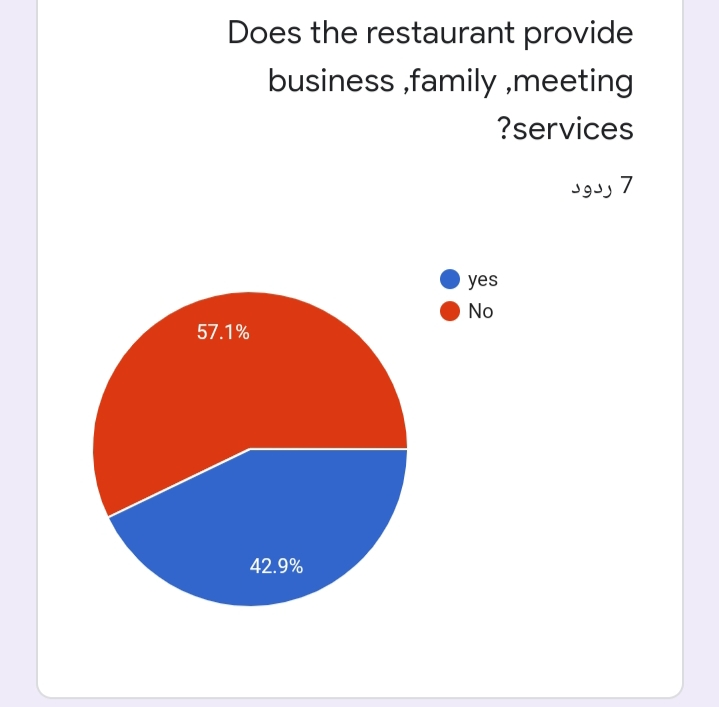 Does the restaurant provide
business ,family ,meeting
?services
7 ردود
yes
No
57.1%
42.9%